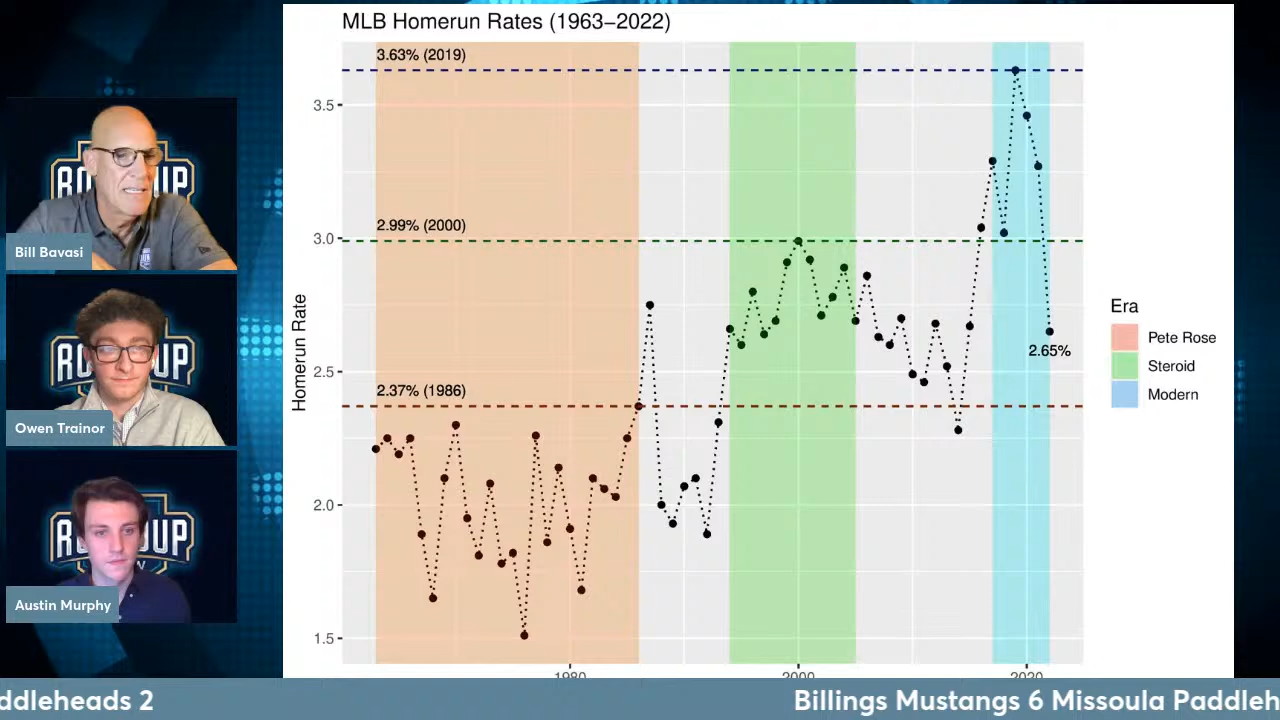 MLB Homerun Rates (1963–2022)
3.63% (2019)
3.5
2.99% (2000)
3.0
2.5
2.37% (1986)
2.0
1.5
Homerun Rate
2.65%
1980
2000
2020
Era
Pete Rose
Steroid
Modern
Bill Bavasi
Owen Trainor
Austin Murphy
ddleheads 2
Billings Mustangs 6 Missoula Paddleh